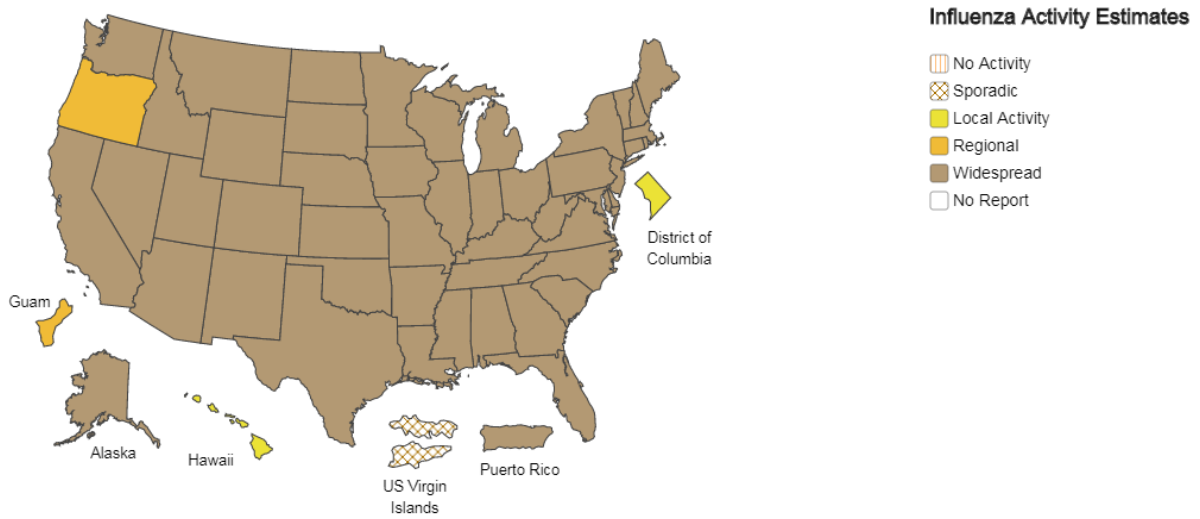 Influenza Activity Estimates
No Activity
Sporadic
Local Activity
Regional
Widespread
No Report
District of
Columbia
Guam
Alaska
Hawaii
US Virgin
Islands
Puerto Rico